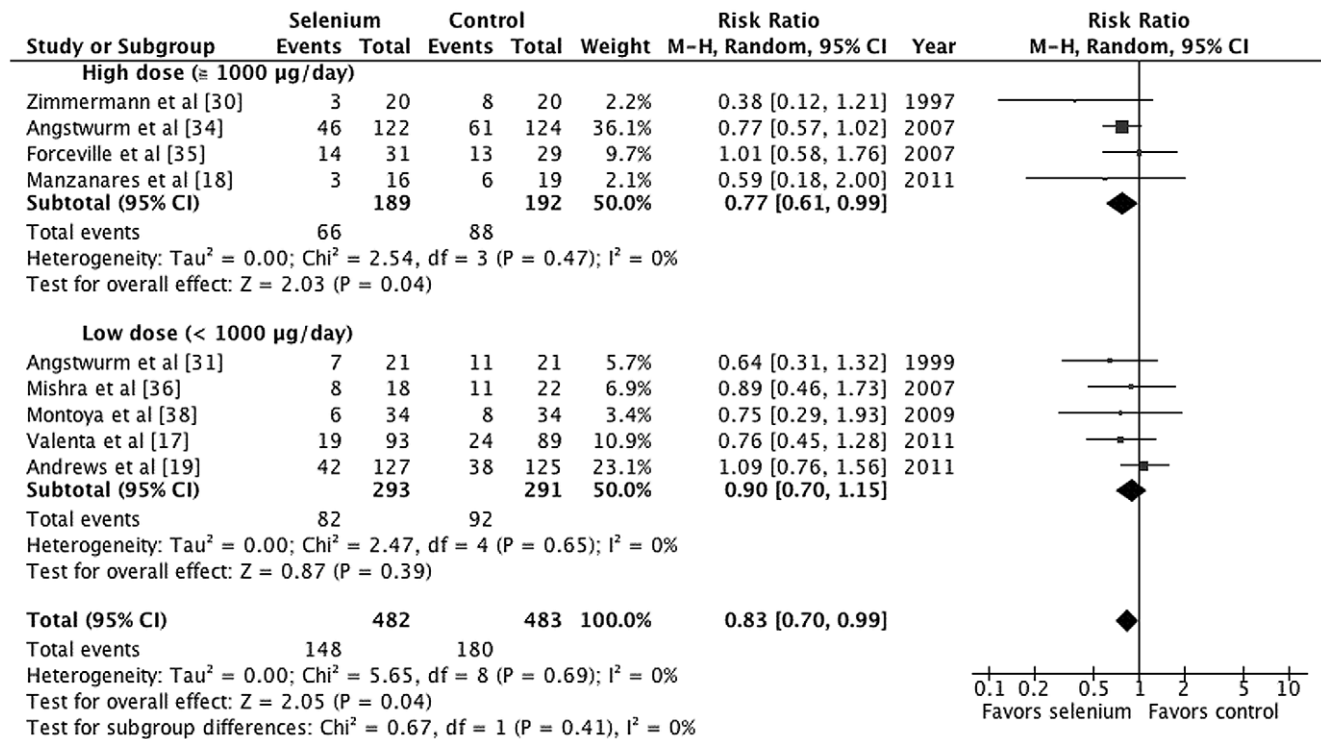 Selenium Control Risk Ratio Risk Ratio
Study or Subgroup Events Total Events Total Weight M-H, Random, 95% CI Year M-H, Random, 95% CI
High dose (≧ 1000 µg/day)
Zimmermann et al [30] 3 20 8 20 2.2% 0.38 [0.12, 1.21] 1997
Angstwurm et al [34] 46 122 61 124 36.1% 0.77 [0.57, 1.02] 2007
Forceville et al [35] 14 31 13 29 9.7% 1.01 [0.58, 1.76] 2007
Manzanares et al [18] 3 16 6 19 2.1% 0.59 [0.18, 2.00] 2011
Subtotal (95% CI) 189 192 50.0% 0.77 [0.61, 0.99]
Total events 66 88
Heterogeneity: Tau² = 0.00; Chi² = 2.54, df = 3 (P = 0.47); I² = 0%
Test for overall effect: Z = 2.03 (P = 0.04)
Low dose (< 1000 µg/day)
Angstwurm et al [31] 7 21 11 21 5.7% 0.64 [0.31, 1.32] 1999
Mishra et al [36] 8 18 11 22 6.9% 0.89 [0.46, 1.73] 2007
Montoya et al [38] 6 34 8 34 3.4% 0.75 [0.29, 1.93] 2009
Valenta et al [17] 19 93 24 89 10.9% 0.76 [0.45, 1.28] 2011
Andrews et al [19] 42 127 38 125 23.1% 1.09 [0.76, 1.56] 2011
Subtotal (95% CI) 293 291 50.0% 0.90 [0.70, 1.15]
Total events 82 92
Heterogeneity: Tau² = 0.00; Chi² = 2.47, df = 4 (P = 0.65); I² = 0%
Test for overall effect: Z = 0.87 (P = 0.39)
Total (95% CI) 482 483 100.0% 0.83 [0.70, 0.99]
Total events 148 180
Heterogeneity: Tau² = 0.00; Chi² = 5.65, df = 8 (P = 0.69); I² = 0%
Test for overall effect: Z = 2.05 (P = 0.04)
Test for subgroup differences: Chi² = 0.67, df = 1 (P = 0.41), I² = 0%
0.1 0.2 0.5 1 2 5 10
Favors selenium Favors control